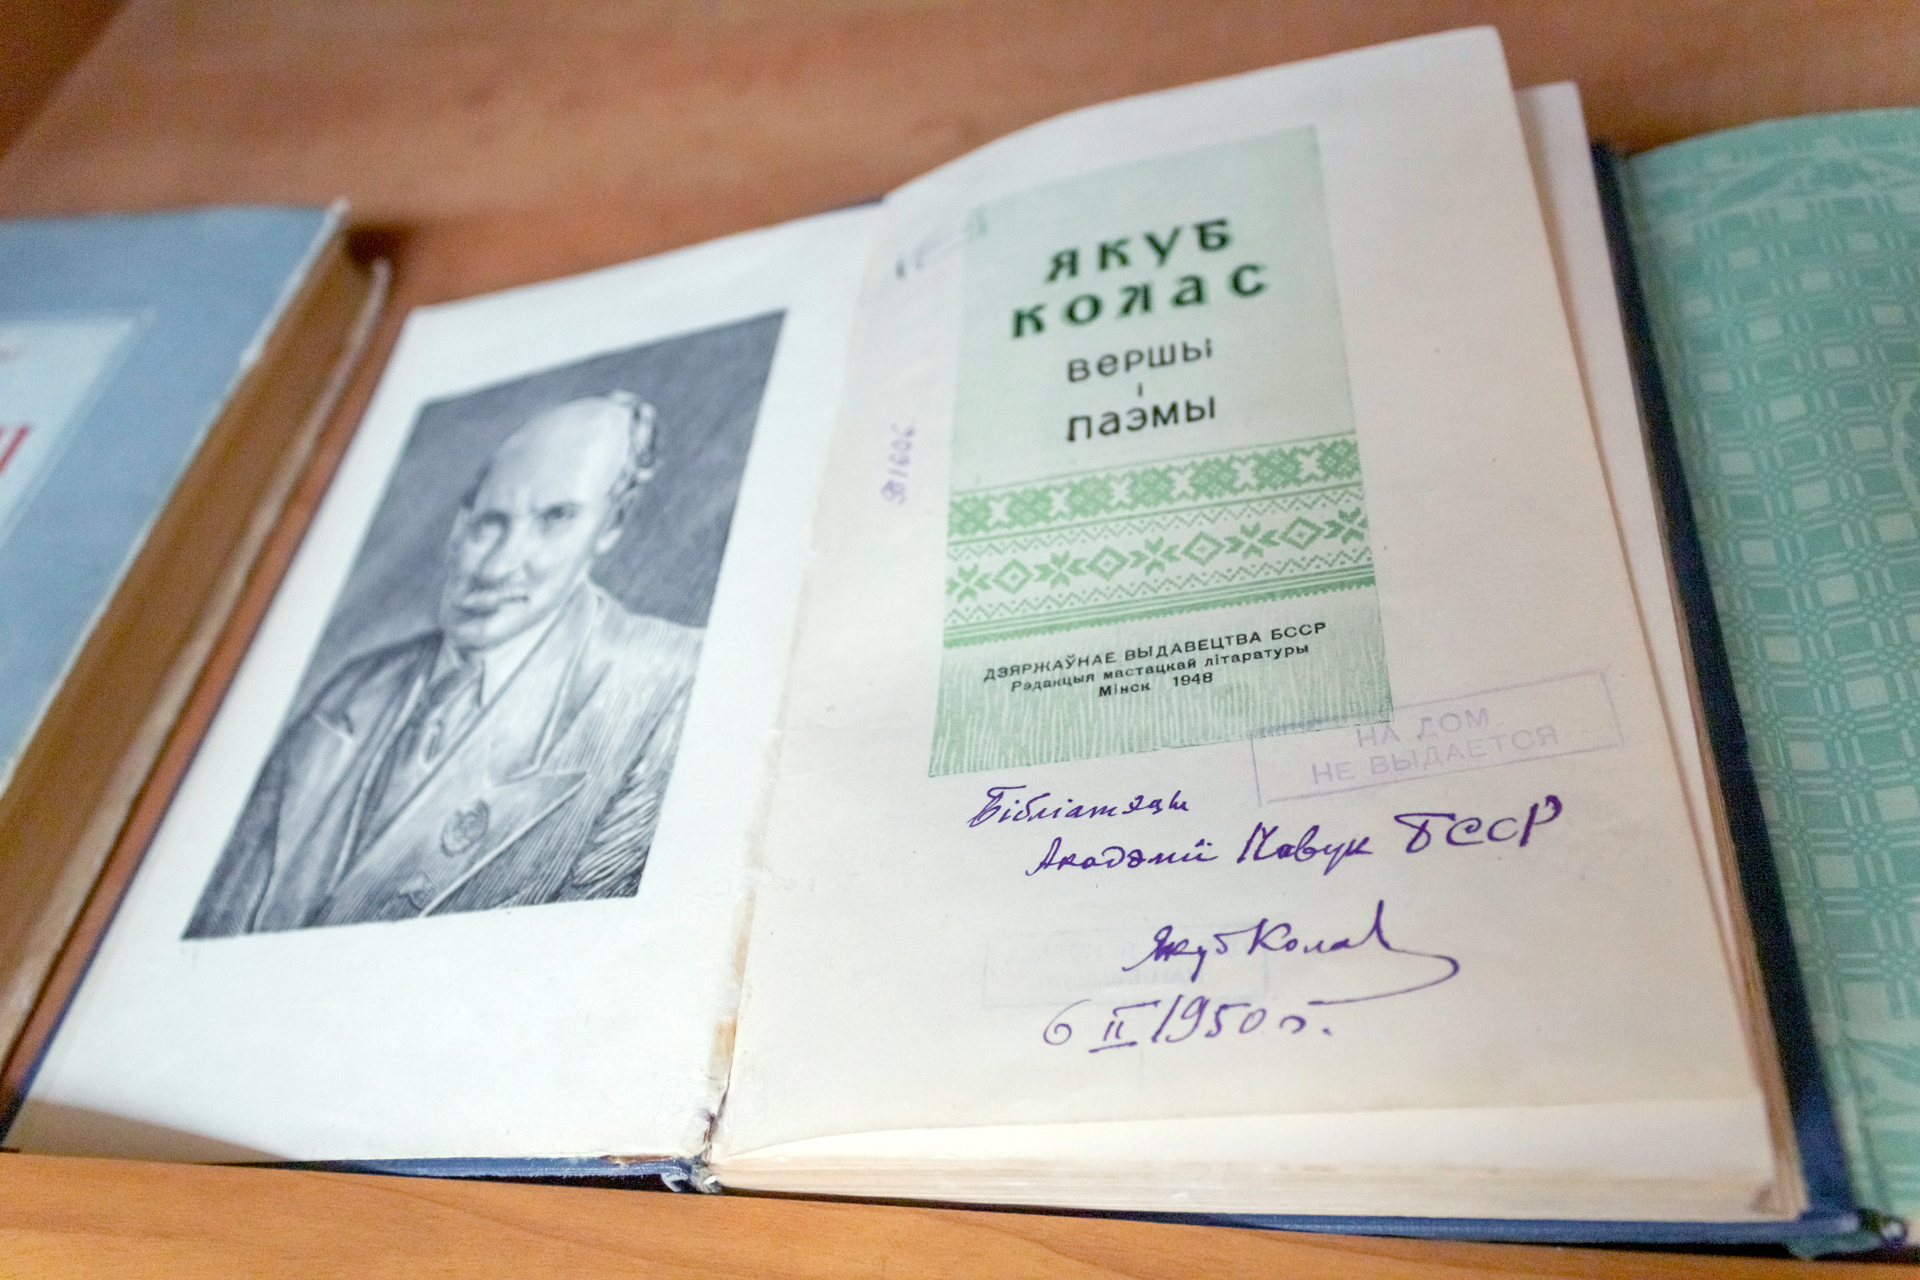 ЯКУБ
КОЛАС
вершы
і
паэмы
ДЗЯРЖАЎНАЕ ВЫДАВЕЦТВА БССР
Рэдакцыя мастацкай літаратуры
Мінск 1948
НА ДОМ
НЕ ВЫДАЕТСЯ
Бібліятэцы
Акадэміі Навук БССР
Якуб Колас
6 II 1950 г.